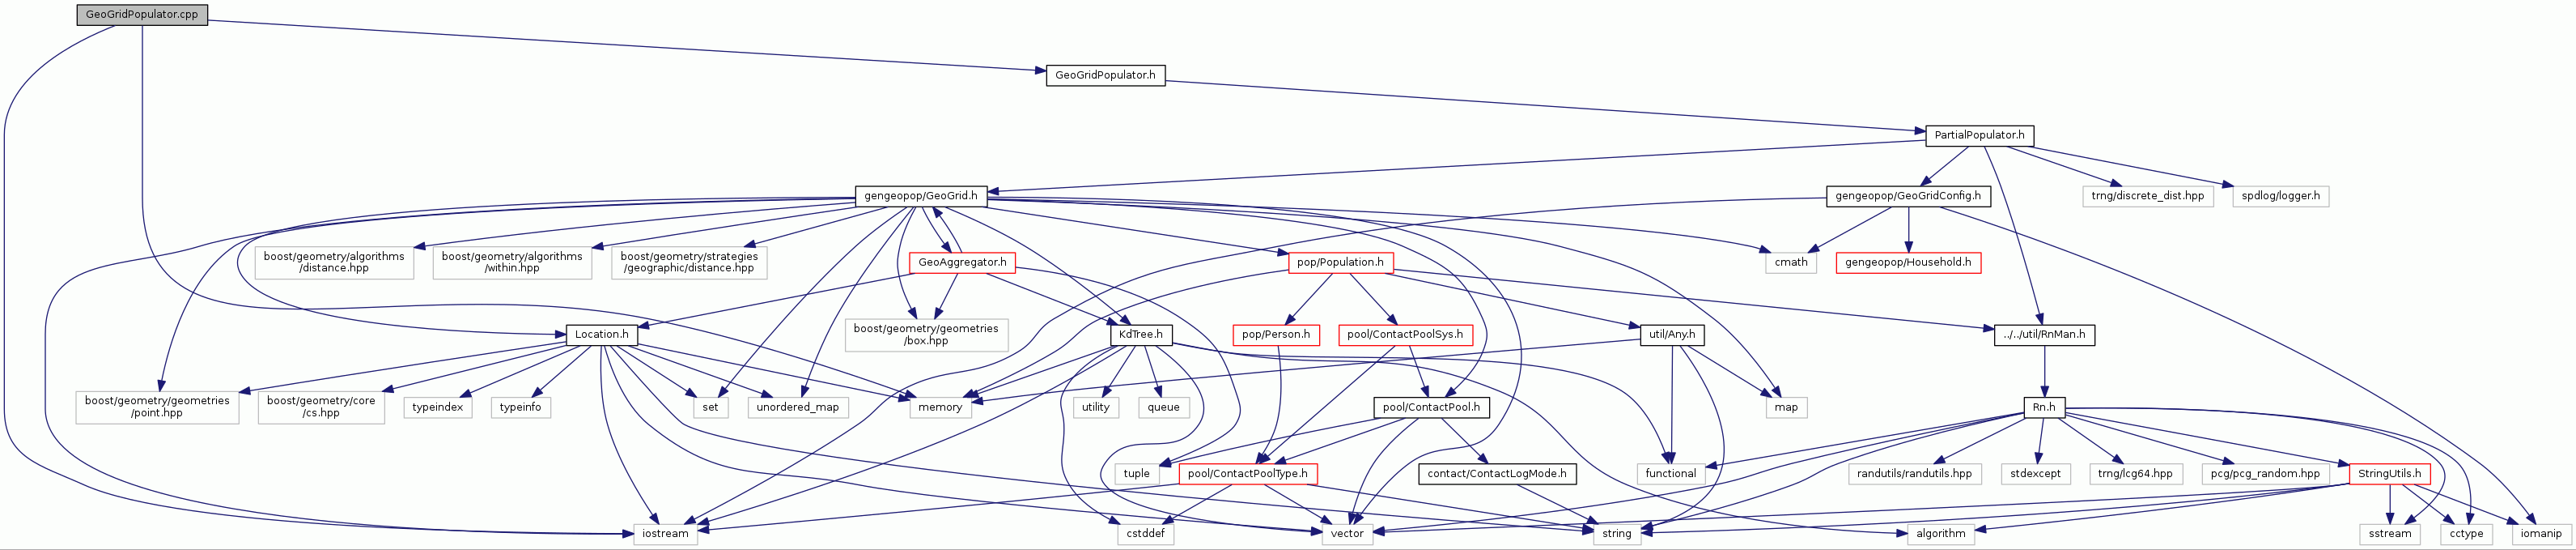 GeoGridPopulator.cpp
GeoGridPopulator.h
PartialPopulator.h
gengeopop/GeoGrid.h
gengeopop/GeoGridConfig.h
trng/discrete_dist.hpp
spdlog/logger.h
boost/geometry/algorithms
/distance.hpp
boost/geometry/algorithms
/within.hpp
boost/geometry/strategies
/geographic/distance.hpp
GeoAggregator.h
pop/Population.h
cmath
gengeopop/Household.h
Location.h
boost/geometry/geometries
/box.hpp
KdTree.h
pop/Person.h
pool/ContactPoolSys.h
util/Any.h
../../util/RnMan.h
boost/geometry/geometries
/point.hpp
boost/geometry/core
/cs.hpp
typeindex
typeinfo
set
unordered_map
memory
utility
queue
pool/ContactPool.h
map
Rn.h
tuple
pool/ContactPoolType.h
contact/ContactLogMode.h
functional
randutils/randutils.hpp
stdexcept
trng/lcg64.hpp
pcg/pcg_random.hpp
StringUtils.h
iostream
cstddef
vector
string
algorithm
sstream
cctype
iomanip